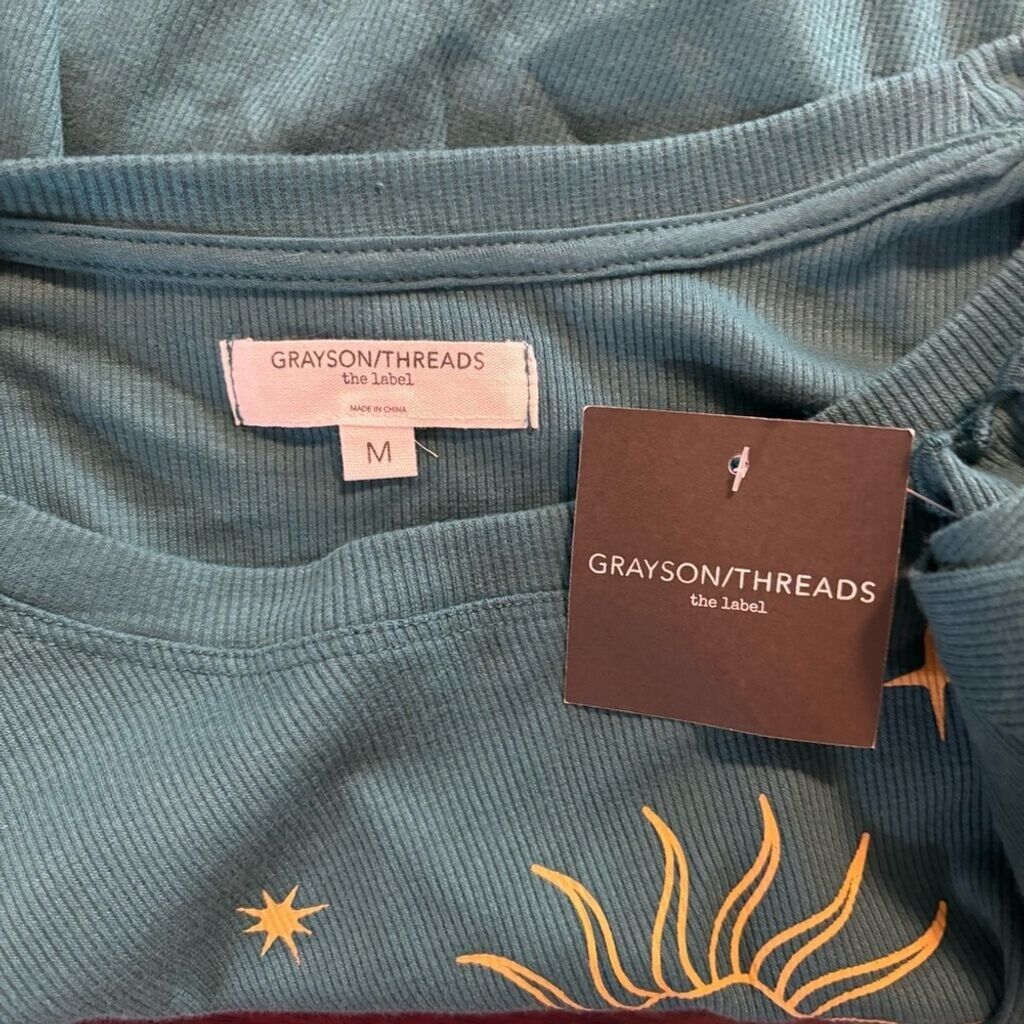 GRAYSON/THREADS
the label
MADE IN CHINA
M
GRAYSON/THREADS
the label